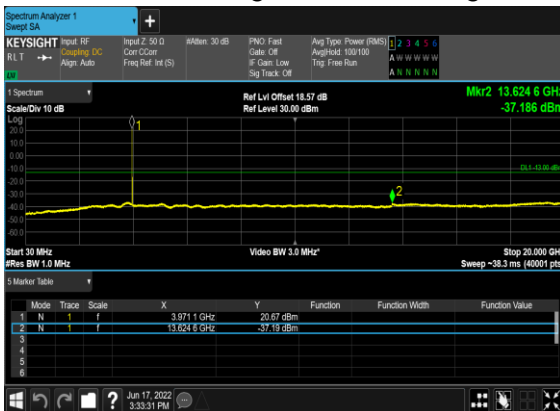 Spectrum Analyzer 1
Swept SA
+
KEYSIGHT Input: RF Input Z: 50 Ω #Atten: 30 dB PNO: Fast Avg Type: Power (RMS) 1 2 3 4 5 6
RLT Coupling: DC Corr CCorr Gate: Off Avg|Hold: 100/100 A W W W W W
Align: Auto Freq Ref: Int (S) IF Gain: Low Trig: Free Run
Sig Track: Off A N N N N N
1 Spectrum Ref Lvl Offset 18.57 dB Mkr2 13.624 6 GHz
Scale/Div 10 dB Ref Level 30.00 dBm -37.186 dBm
Log
1
20.0
10.0
0.00
-10.0 DL1 -13.00 dBm
-20.0
-30.0 2
-40.0
-50.0
-60.0
Start 30 MHz Video BW 3.0 MHz* Stop 20.000 GH
#Res BW 1.0 MHz Sweep ~38.3 ms (40001 pts
5 Marker Table
Mode Trace Scale X Y Function Function Width Function Value
1 N 1 f 3.971 1 GHz 20.67 dBm
2 N 1 f 13.624 6 GHz -37.19 dBm
3
4
5
6
? Jun 17, 2022
3:33:31 PM